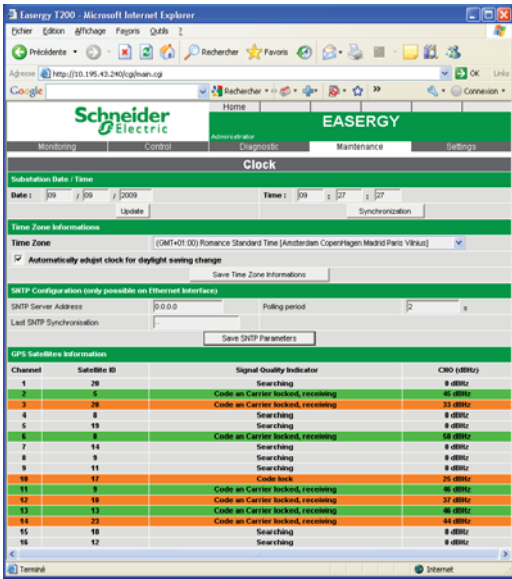 Easergy T200 - Microsoft Internet Explorer
Fichier Edition Affichage Favoris Outils ?
Précédente Rechercher Favoris
Adresse http://10.195.43.240/cgi/main.cgi OK Links
Google Rechercher Connexion
Home
Schneider Electric
EASERGY
Administrator
Monitoring Control Diagnostic Maintenance Settings
Clock
Substation Date / Time
Date : 09 / 09 / 2009 Time : 09 : 27 : 27
Update Synchronization
Time Zone Informations
Time Zone (GMT+01:00) Romance Standard Time [Amsterdam CopenHagen Madrid Paris Vilnius]
Automatically edujst clock for daylight saving change
Save Time Zone Informations
SNTP Configuration (only possible on Ethernet Interface)
SNTP Server Address 0.0.0.0 Polling period 2 s
Last SNTP Synchronisation --
Save SNTP Parameters
GPS Satellites Information
Channel Satellite ID Signal Quality Indicator CNO (dBHz)
1 20 Searching 0 dBHz
2 5 Code an Carrier locked, receiving 45 dBHz
3 28 Code an Carrier locked, receiving 33 dBHz
4 8 Searching 0 dBHz
5 19 Searching 0 dBHz
6 8 Code an Carrier locked, receiving 50 dBHz
7 14 Searching 0 dBHz
8 9 Searching 0 dBHz
9 11 Searching 0 dBHz
10 17 Code lock 25 dBHz
11 9 Code an Carrier locked, receiving 46 dBHz
12 18 Code an Carrier locked, receiving 37 dBHz
13 13 Code an Carrier locked, receiving 46 dBHz
14 23 Code an Carrier locked, receiving 44 dBHz
15 10 Searching 0 dBHz
16 12 Searching 0 dBHz
Terminé Internet